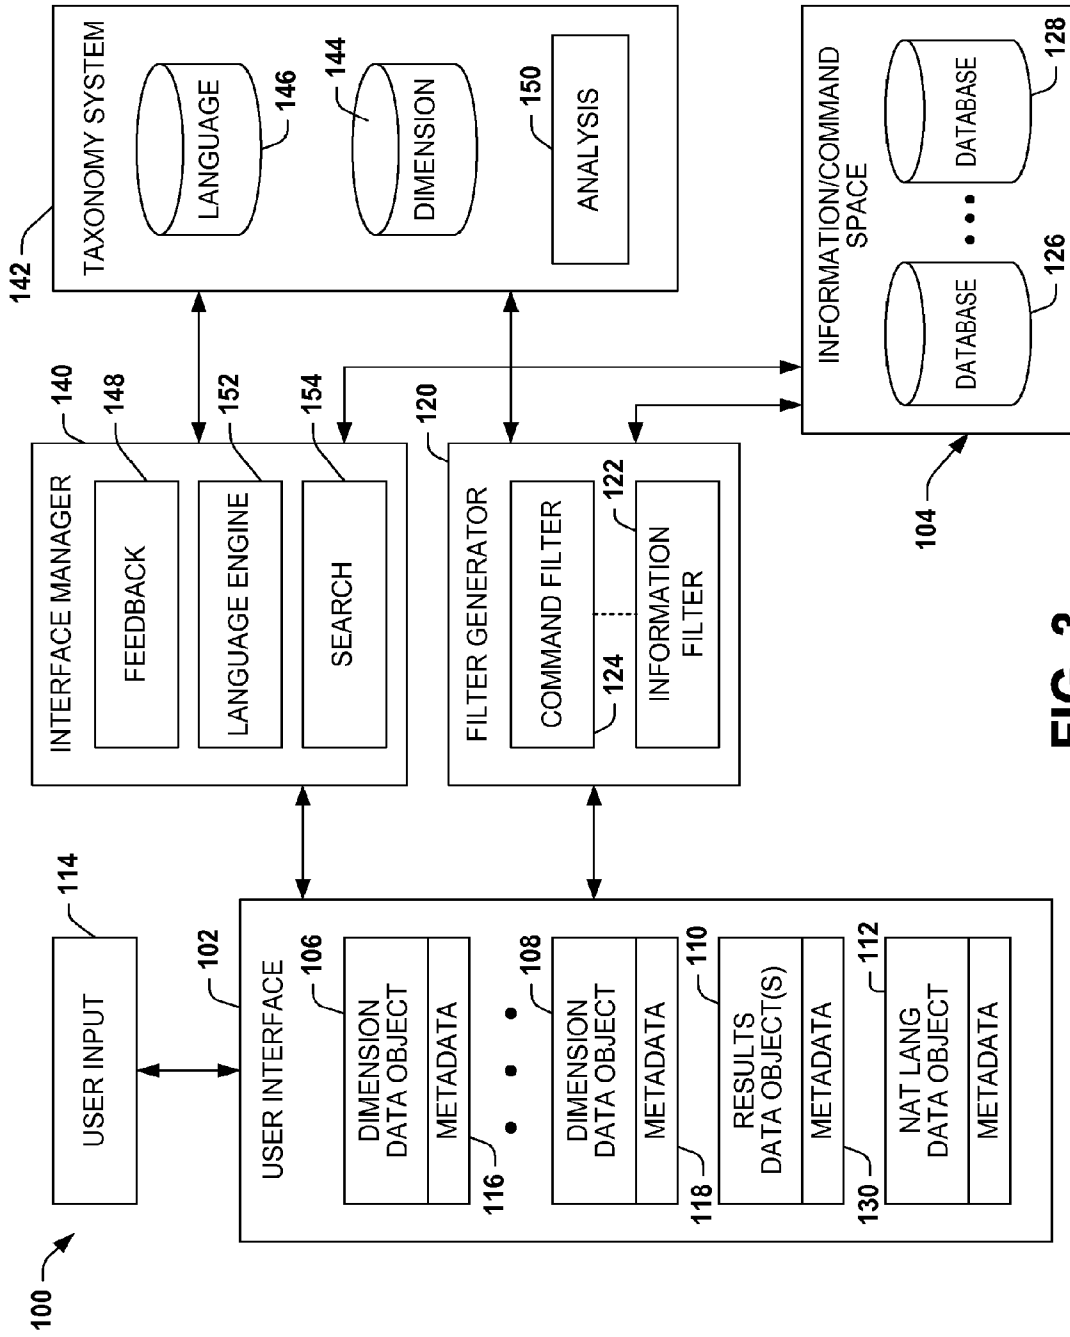 100
USER INPUT
114
102
USER INTERFACE
106
DIMENSION
DATA OBJECT
METADATA
116
108
DIMENSION
DATA OBJECT
METADATA
118
110
RESULTS
DATA OBJECT(S)
METADATA
130
112
NAT LANG
DATA OBJECT
METADATA
140
INTERFACE MANAGER
148
FEEDBACK
152
LANGUAGE ENGINE
154
SEARCH
120
FILTER GENERATOR
COMMAND FILTER
124
122
INFORMATION
FILTER
142
TAXONOMY SYSTEM
LANGUAGE
146
144
DIMENSION
150
ANALYSIS
INFORMATION/COMMAND
SPACE
104
DATABASE
126
DATABASE
128
FIG.